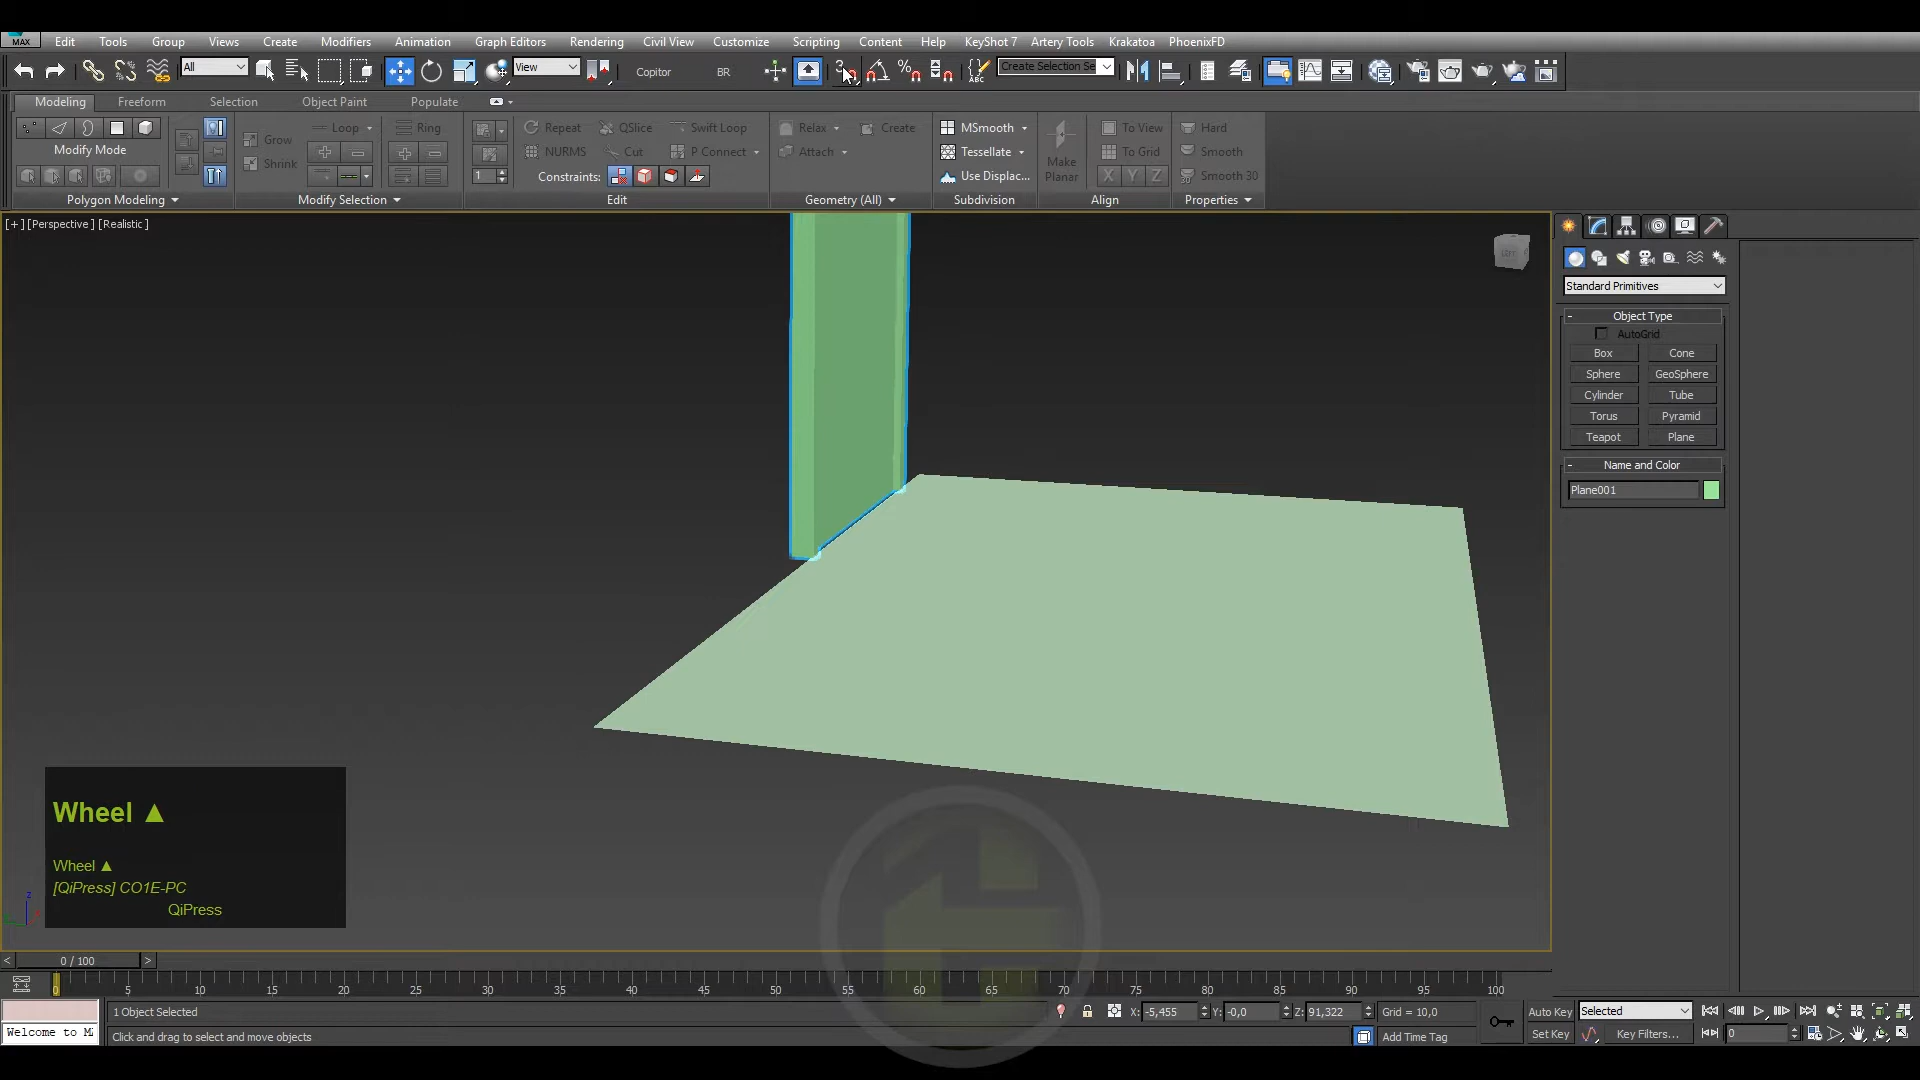 MAX Edit Tools Group Views Create Modifiers Animation Graph Editors Rendering Civil View Customize Scripting Content Help KeyShot 7 Artery Tools Krakatoa PhoenixFD
All View Copitor BR 3 % ABC Create Selection Se
Modeling Freeform Selection Object Paint Populate
Loop Ring Repeat QSlice Swift Loop Relax Create MSmooth To View Hard
Modify Mode Grow NURMS Cut P Connect Attach Tessellate To Grid Smooth
Shrink 1 Constraints: Use Displac... Make Planar X Y Z Smooth 30
Polygon Modeling Modify Selection Edit Geometry (All) Subdivision Align Properties
[+] [Perspective] [Realistic]
Standard Primitives
- Object Type
AutoGrid
Box Cone
Sphere GeoSphere
Cylinder Tube
Torus Pyramid
Teapot Plane
- Name and Color
Plane001
Wheel ▲
Wheel ▲
[QiPress] CO1E-PC
QiPress
z
< 0 / 100 >
0 5 10 15 20 25 30 35 40 45 50 55 60 65 70 75 80 85 90 95 100
1 Object Selected X: -5,455 Y: -0,0 Z: 91,322 Grid = 10,0 Auto Key Selected
Welcome to Click and drag to select and move objects Add Time Tag Set Key Key Filters... 0